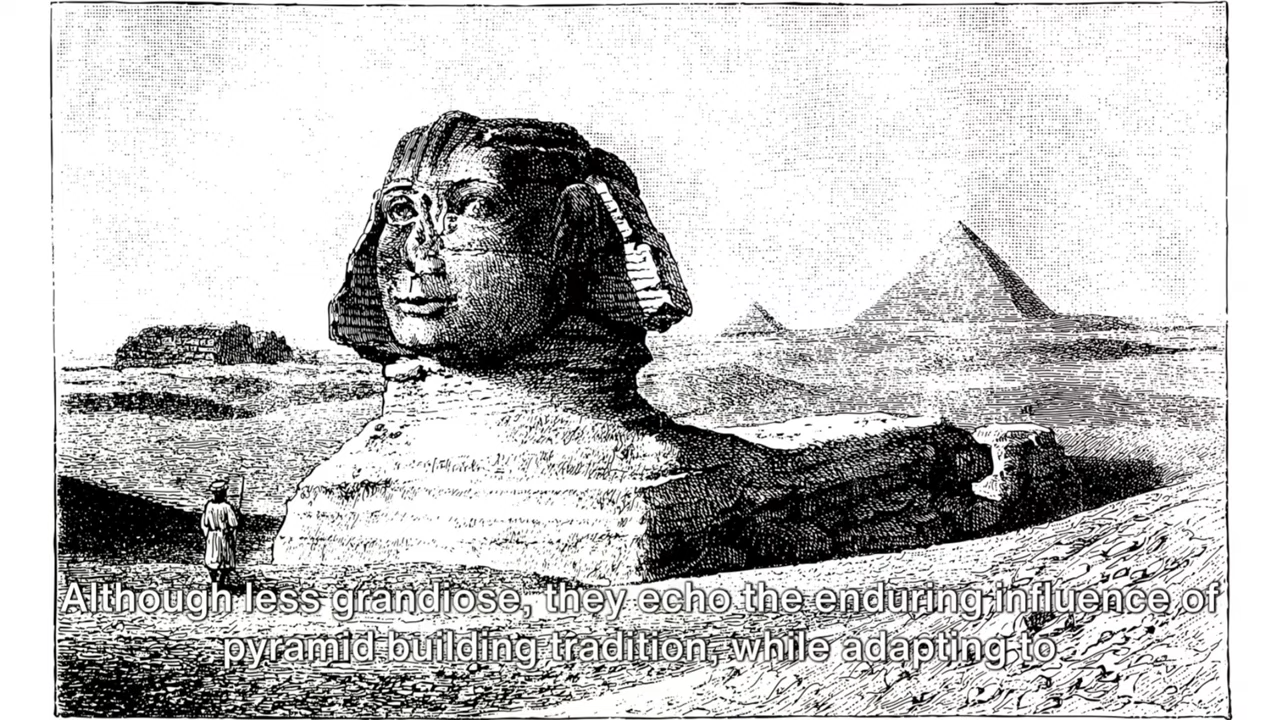 Although less grandiose, they echo the enduring influence of
pyramid building tradition, while adapting to